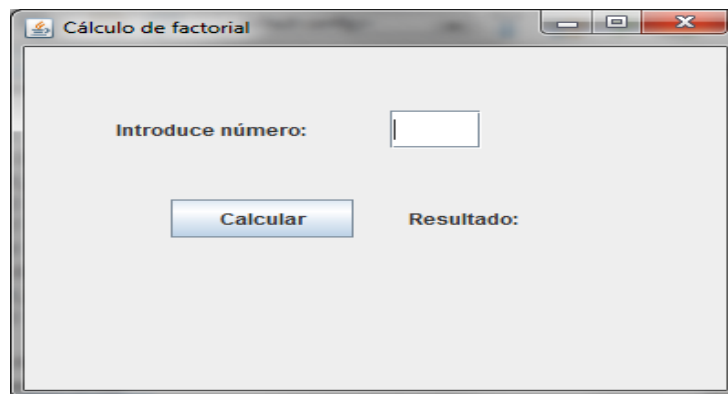 Cálculo de factorial
Introduce número:
Calcular Resultado: